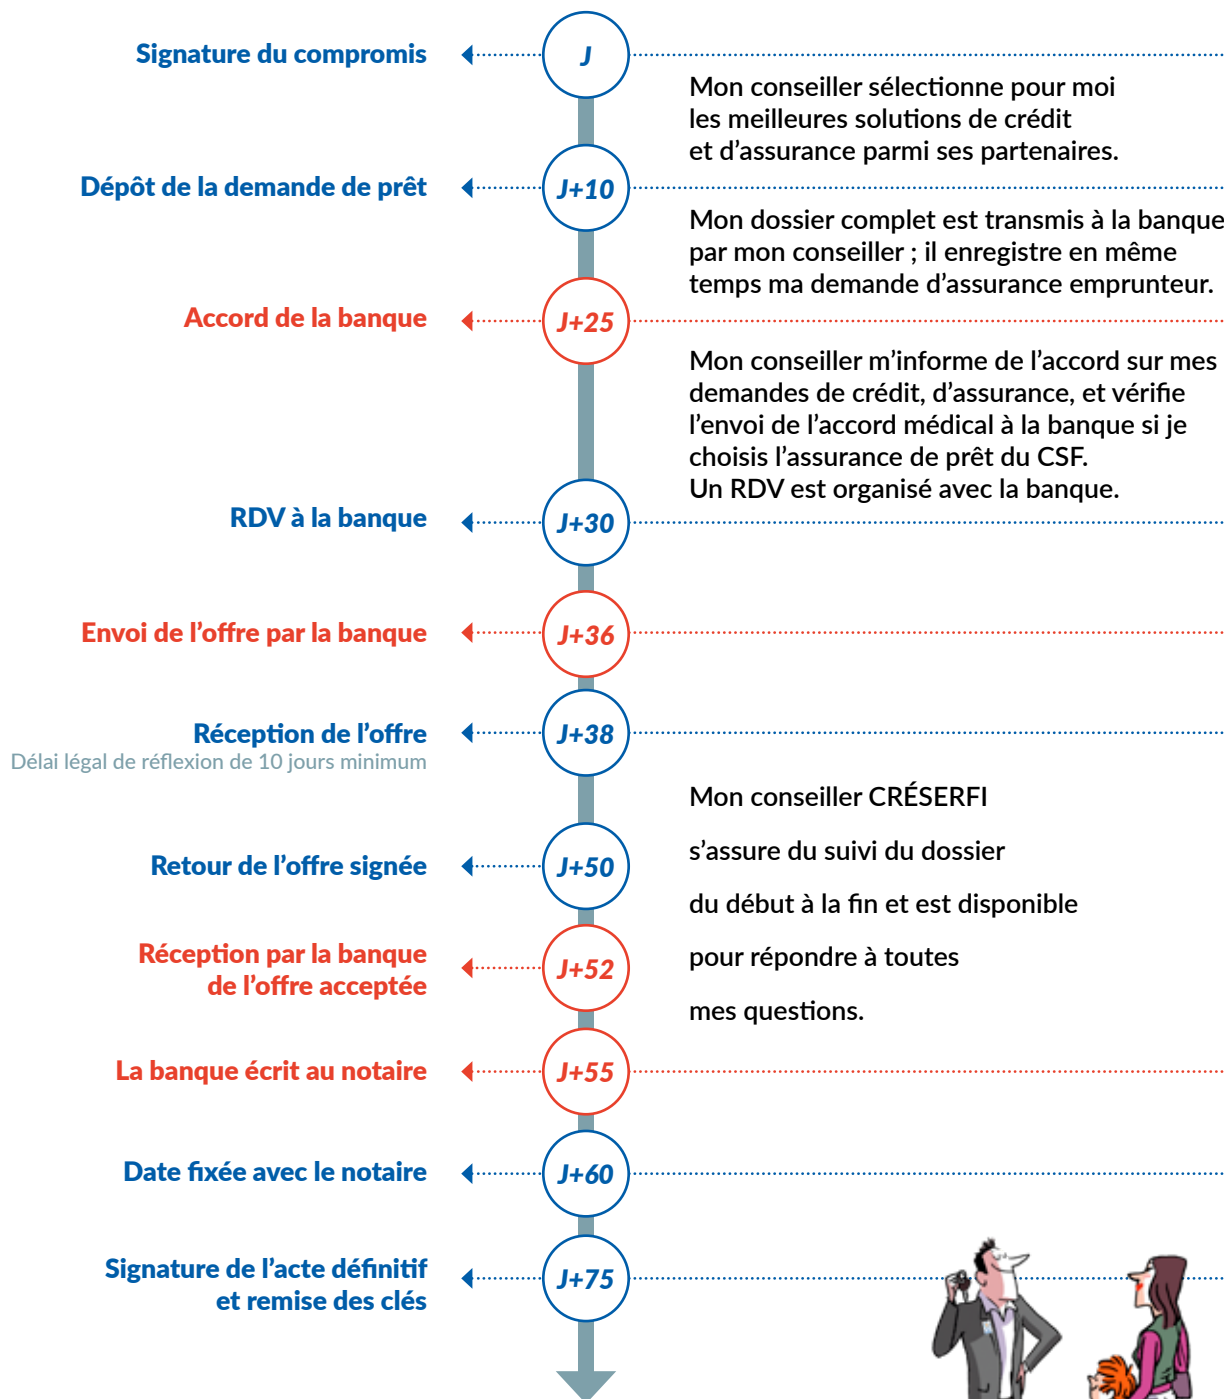 Signature du compromis
J
Mon conseiller sélectionne pour moi
les meilleures solutions de crédit
et d’assurance parmi ses partenaires.
Dépôt de la demande de prêt
J+10
Mon dossier complet est transmis à la banque
par mon conseiller ; il enregistre en même
temps ma demande d’assurance emprunteur.
Accord de la banque
J+25
Mon conseiller m’informe de l’accord sur mes
demandes de crédit, d’assurance, et vérifie
l’envoi de l’accord médical à la banque si je
choisis l’assurance de prêt du CSF.
Un RDV est organisé avec la banque.
RDV à la banque
J+30
Envoi de l’offre par la banque
J+36
Réception de l’offre
Délai légal de réflexion de 10 jours minimum
J+38
Mon conseiller CRÉSERFI
s’assure du suivi du dossier
du début à la fin et est disponible
pour répondre à toutes
mes questions.
Retour de l’offre signée
J+50
Réception par la banque
de l’offre acceptée
J+52
La banque écrit au notaire
J+55
Date fixée avec le notaire
J+60
Signature de l’acte définitif
et remise des clés
J+75